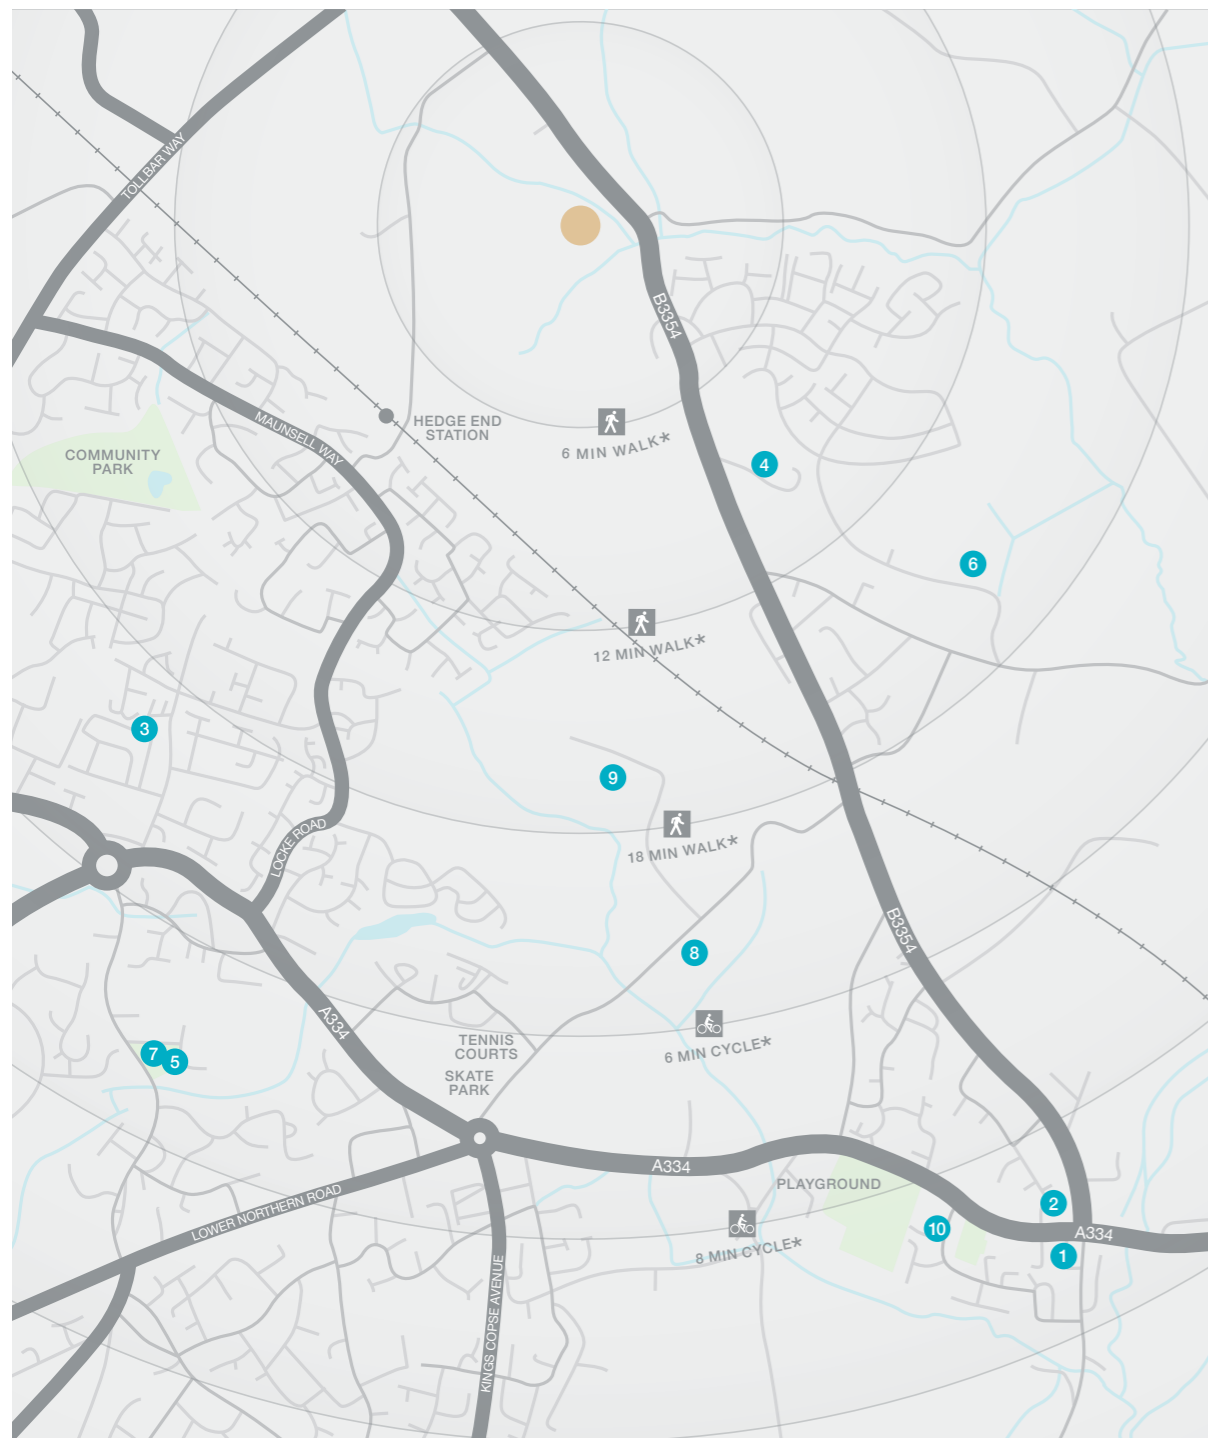 TOLLBAR WAY
B3354
MAUNSELL WAY
HEDGE END
STATION
COMMUNITY
PARK
6 MIN WALK*
4
6
12 MIN WALK*
3
9
18 MIN WALK*
LOCKE ROAD
B3354
8
A334
TENNIS
COURTS
6 MIN CYCLE*
7
5
SKATE
PARK
A334
PLAYGROUND
LOWER NORTHERN ROAD
2
10
A334
8 MIN CYCLE*
1
KINGS COPSE AVENUE